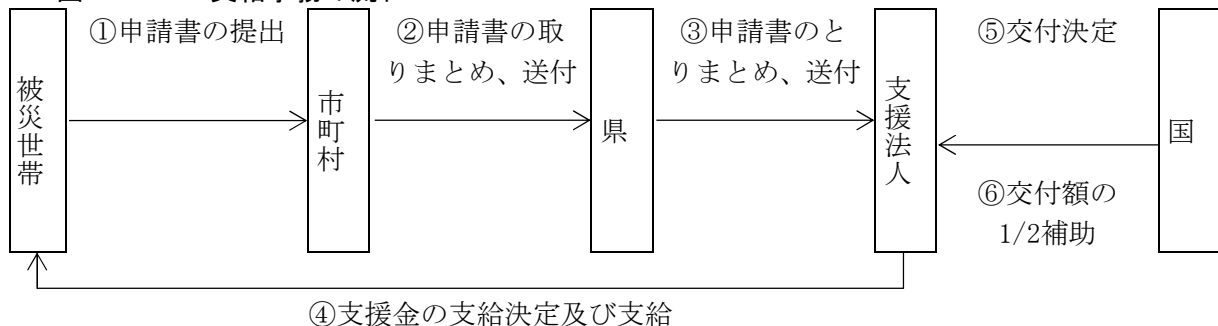 ①申請書の提出
②申請書の取
りまとめ、送付
③申請書のと
りまとめ、送付
⑤交付決定
被災世帯
市町村
県
支援法人
国
⑥交付額の
1/2補助
④支援金の支給決定及び支給